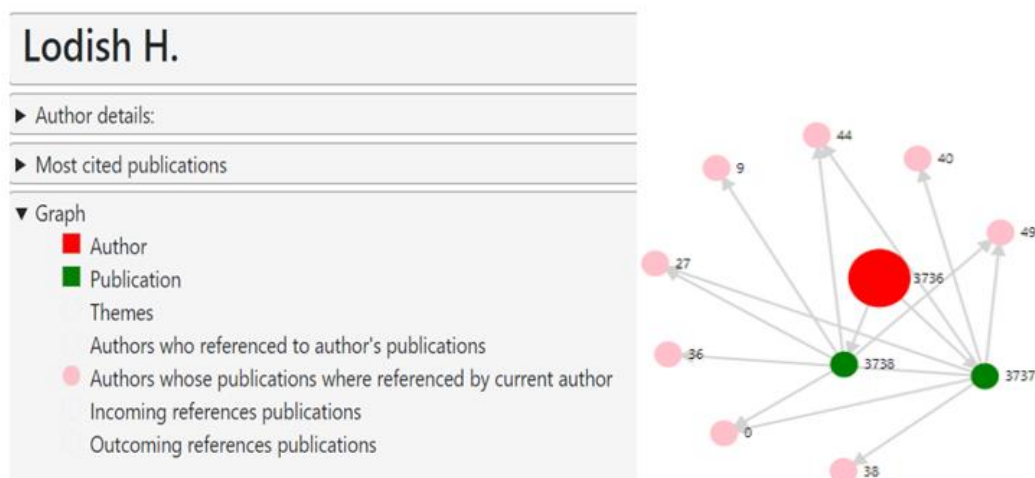 Lodish H.
▶ Author details:
▶ Most cited publications
▼ Graph
Author
Publication
Themes
Authors who referenced to author's publications
Authors whose publications where referenced by current author
Incoming references publications
Outcoming references publications
44
9
40
49
27
3736
36
3738
3737
0
38